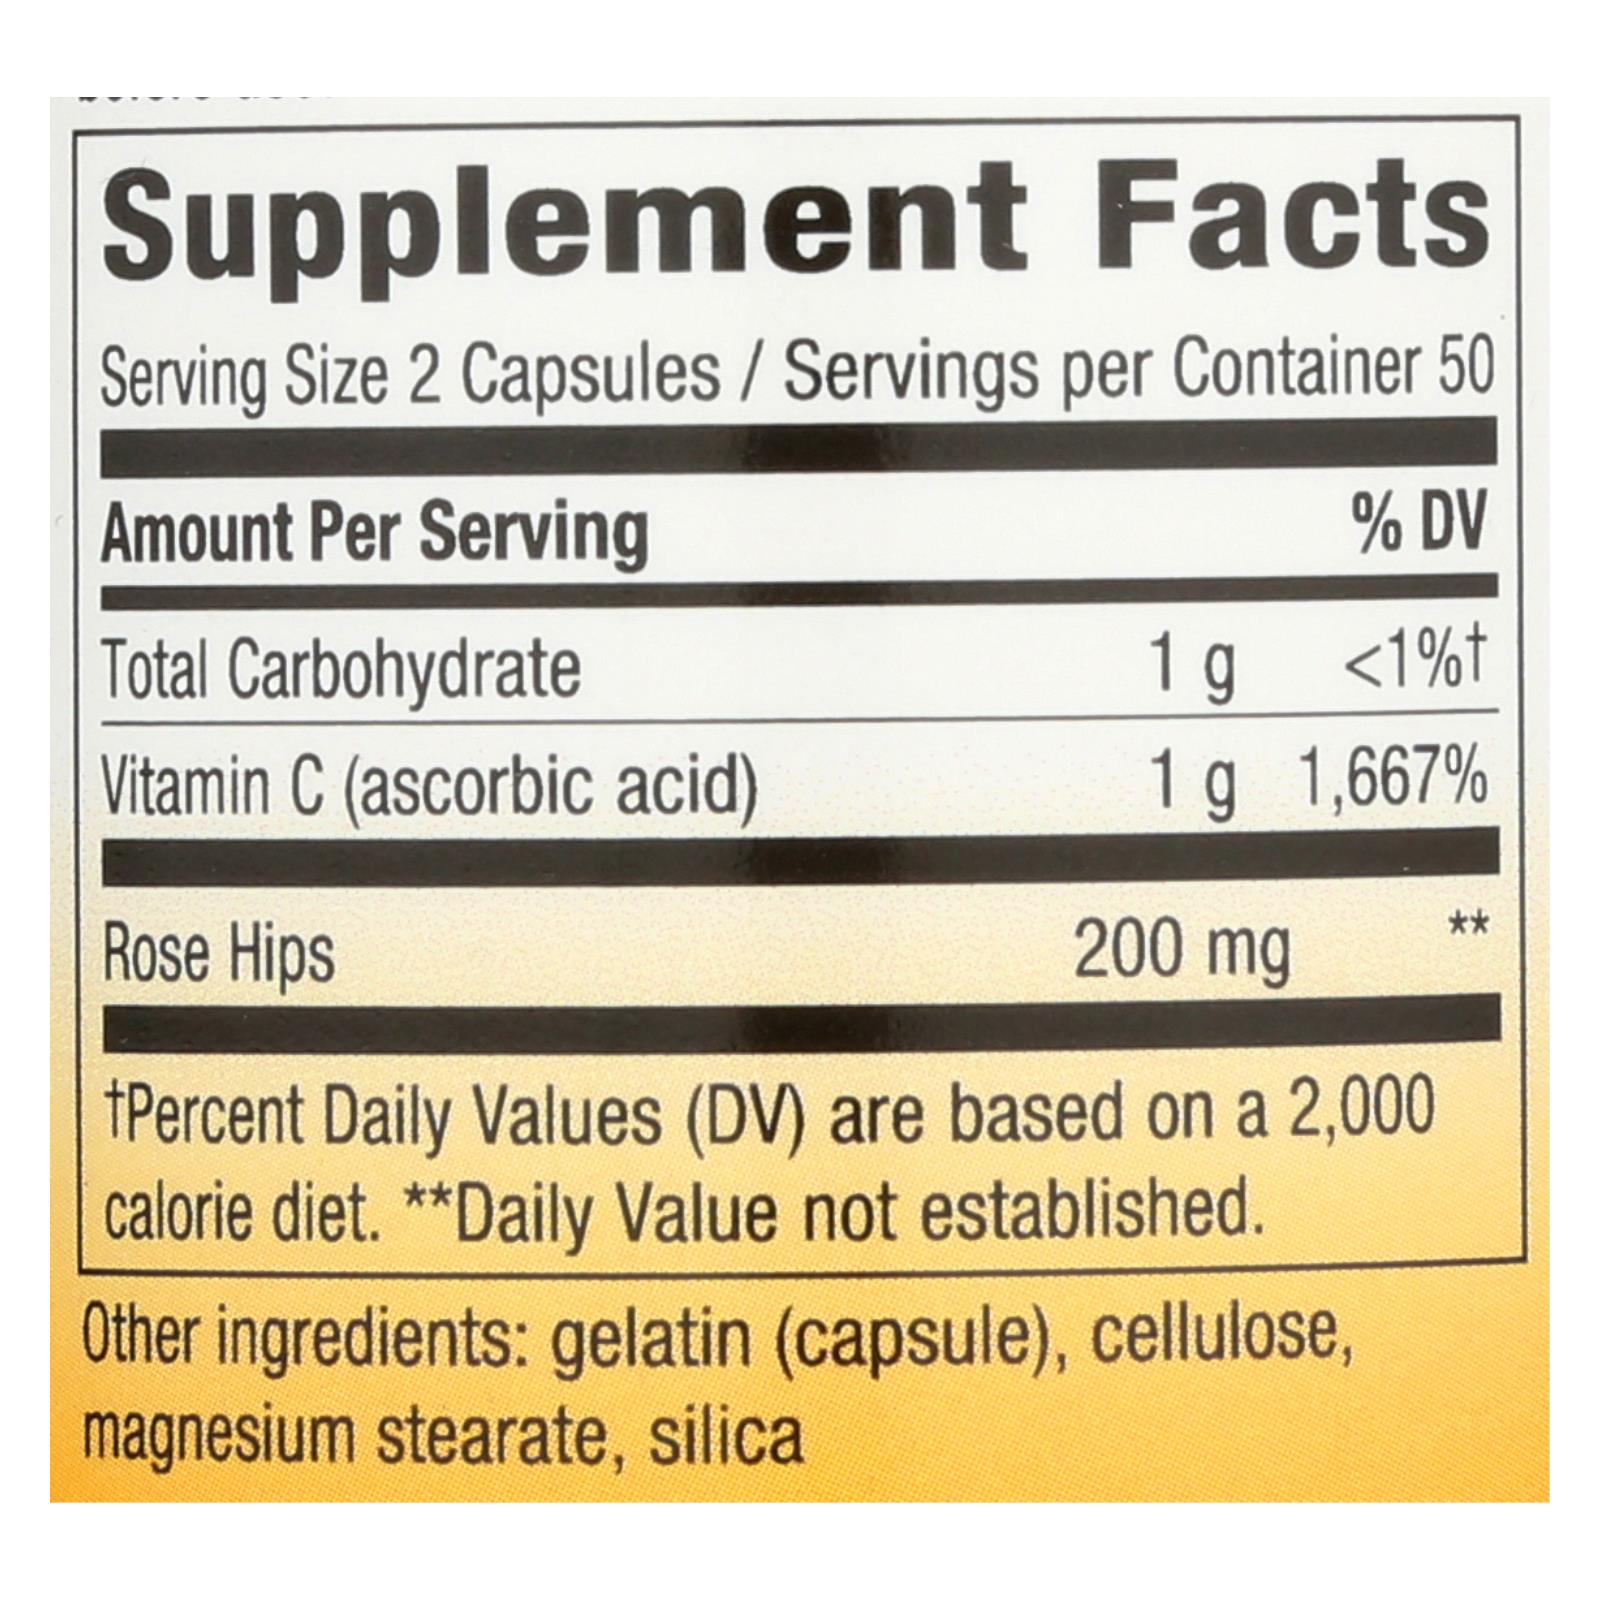 Supplement Facts
Serving Size 2 Capsules / Servings per Container 50
Amount Per Serving % DV
Total Carbohydrate 1 g <1%†
Vitamin C (ascorbic acid) 1 g 1,667%
Rose Hips 200 mg **
†Percent Daily Values (DV) are based on a 2,000
calorie diet. **Daily Value not established.
Other ingredients: gelatin (capsule), cellulose,
magnesium stearate, silica